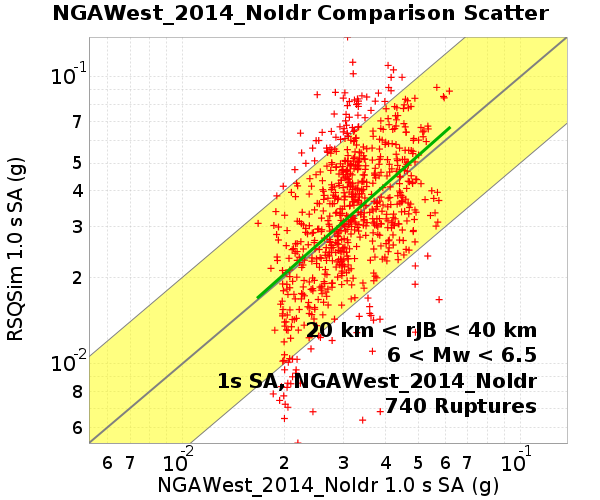 NGAWest_2014_NoIdr Comparison Scatter
RSQSim 1.0 s SA (g)
10-1
7
5
4
3
2
10-2
8
6
20 km < rJB < 40 km
6 < Mw < 6.5
1s SA, NGAWest_2014_NoIdr
740 Ruptures
6 7 10-2 2 3 4 5 6 7 10-1
NGAWest_2014_NoIdr 1.0 s SA (g)